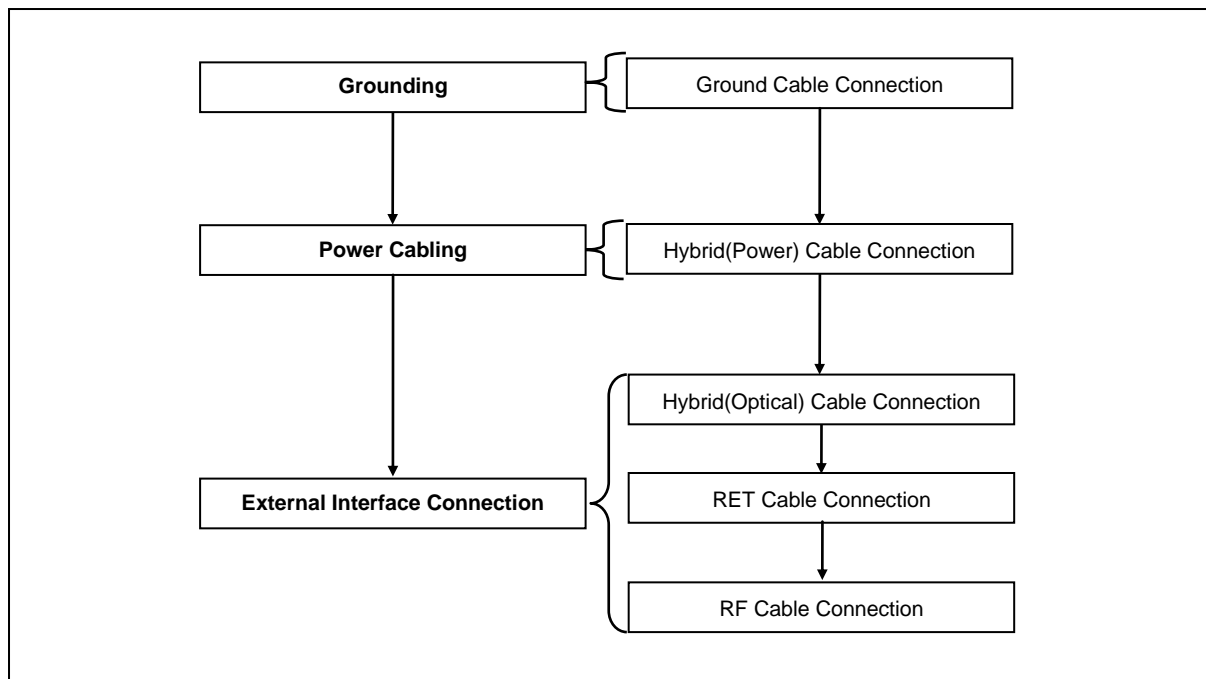 Grounding
Ground Cable Connection
Power Cabling
Hybrid(Power) Cable Connection
Hybrid(Optical) Cable Connection
External Interface Connection
RET Cable Connection
RF Cable Connection